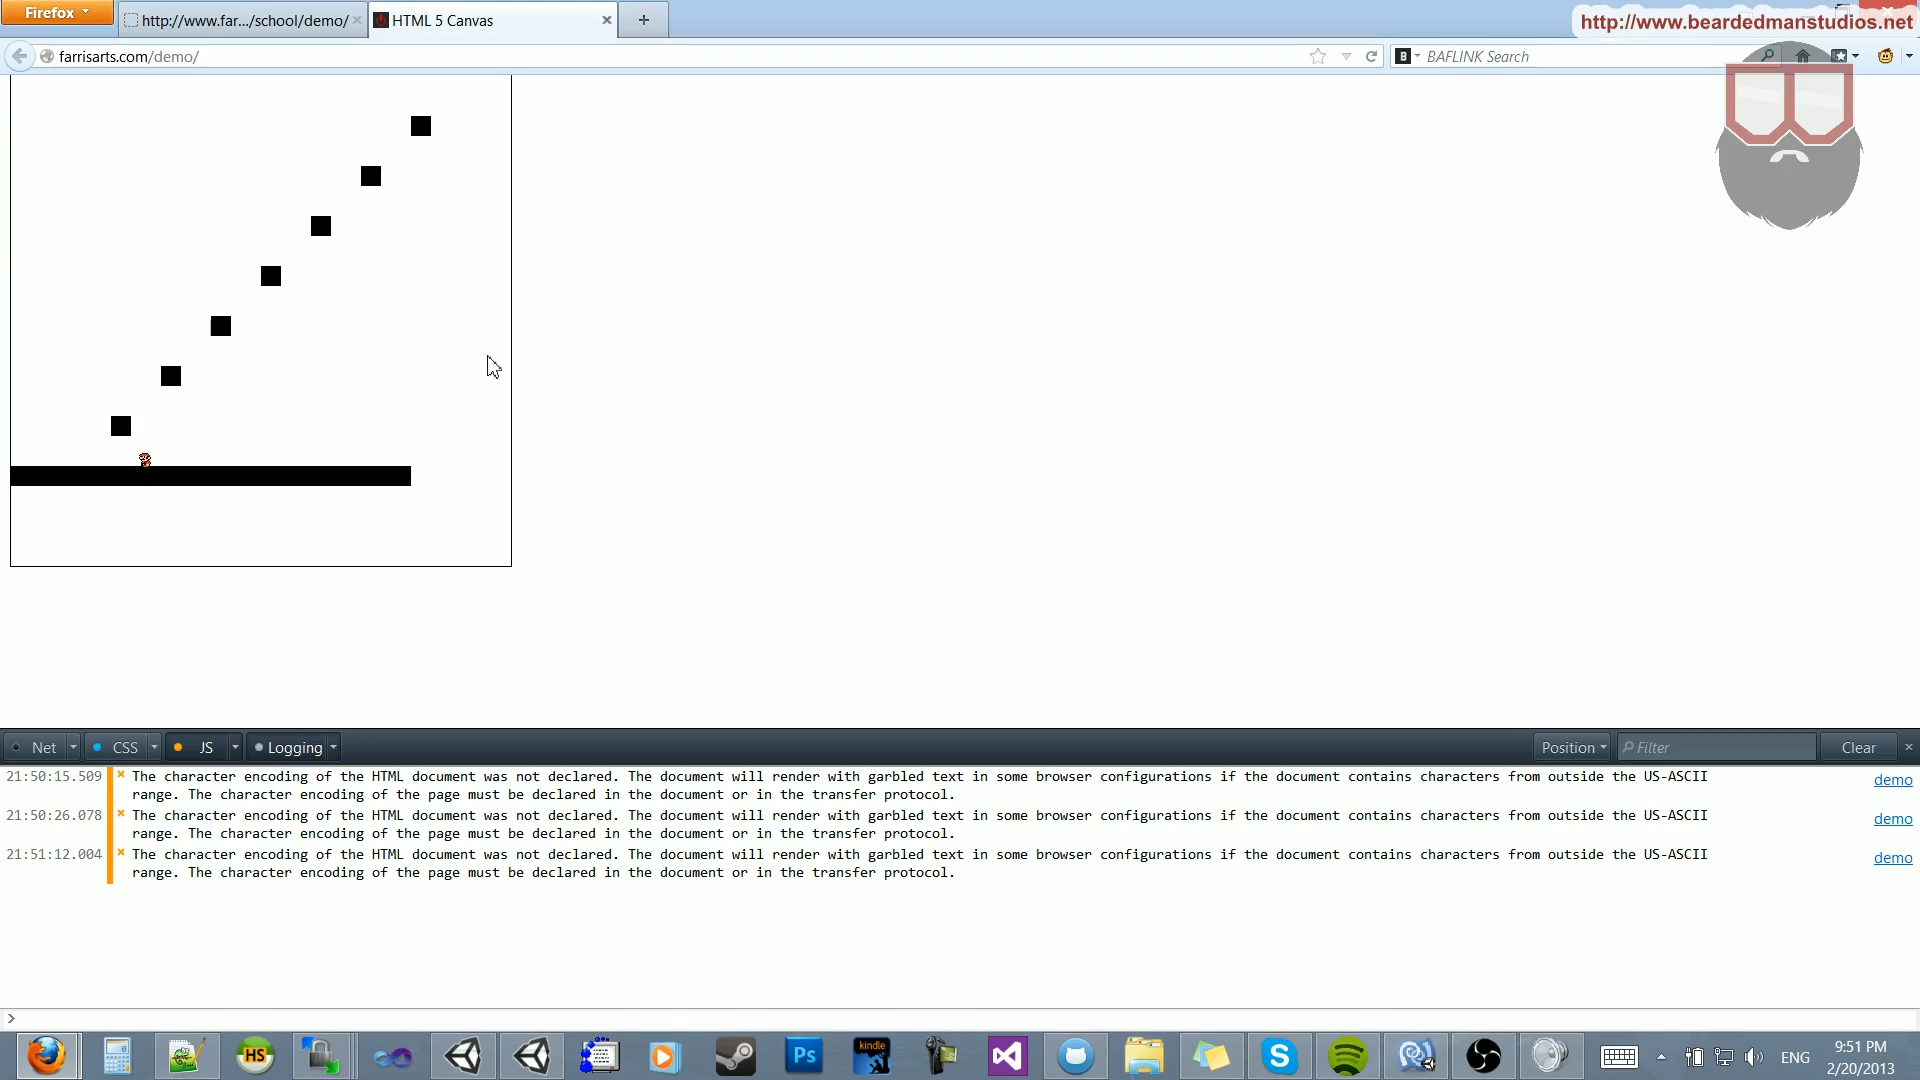 Firefox
http://www.far.../school/demo/
HTML 5 Canvas
http://www.beardedmanstudios.net
farrisarts.com/demo/
B
BAFLINK Search
Net
CSS
JS
Logging
Position
Filter
Clear
21:50:15.509
The character encoding of the HTML document was not declared. The document will render with garbled text in some browser configurations if the document contains characters from outside the US-ASCII
demo
range. The character encoding of the page must be declared in the document or in the transfer protocol.
21:50:26.078
The character encoding of the HTML document was not declared. The document will render with garbled text in some browser configurations if the document contains characters from outside the US-ASCII
demo
range. The character encoding of the page must be declared in the document or in the transfer protocol.
21:51:12.004
The character encoding of the HTML document was not declared. The document will render with garbled text in some browser configurations if the document contains characters from outside the US-ASCII
demo
range. The character encoding of the page must be declared in the document or in the transfer protocol.
HS
Ps
kindle
ENG
9:51 PM
2/20/2013